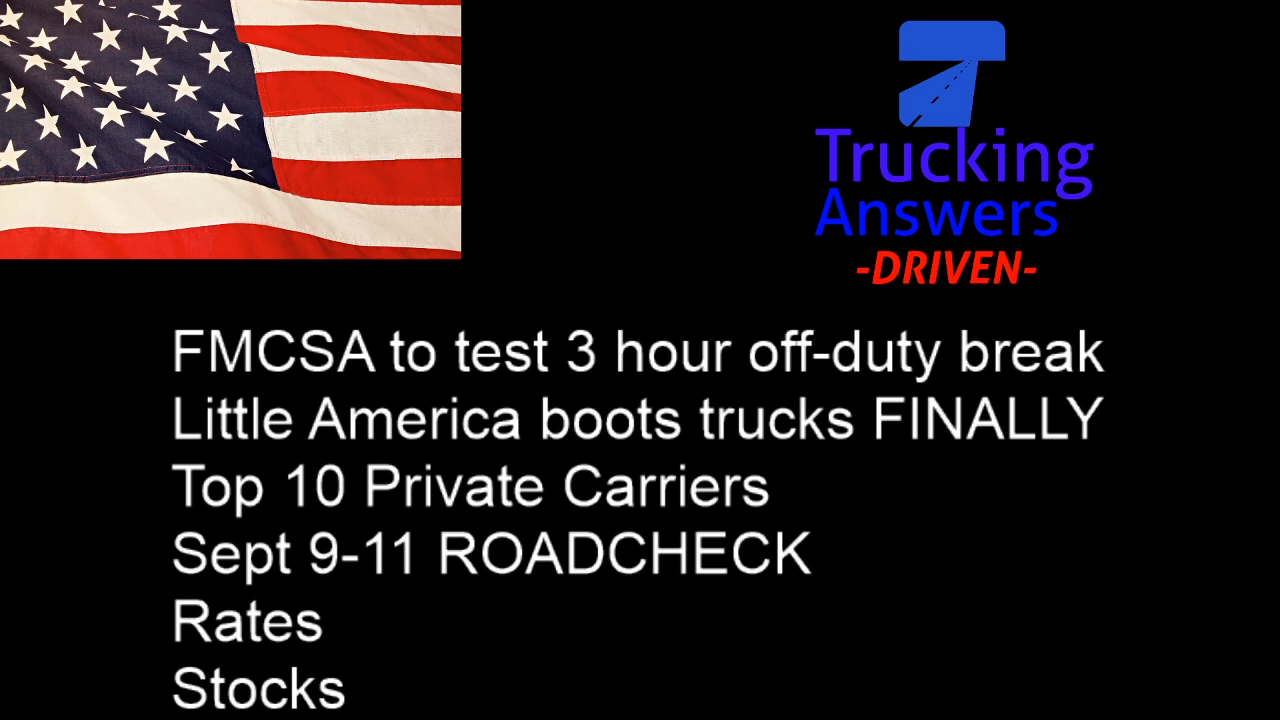 Trucking
Answers
-DRIVEN-
FMCSA to test 3 hour off-duty break
Little America boots trucks FINALLY
Top 10 Private Carriers
Sept 9-11 ROADCHECK
Rates
Stocks